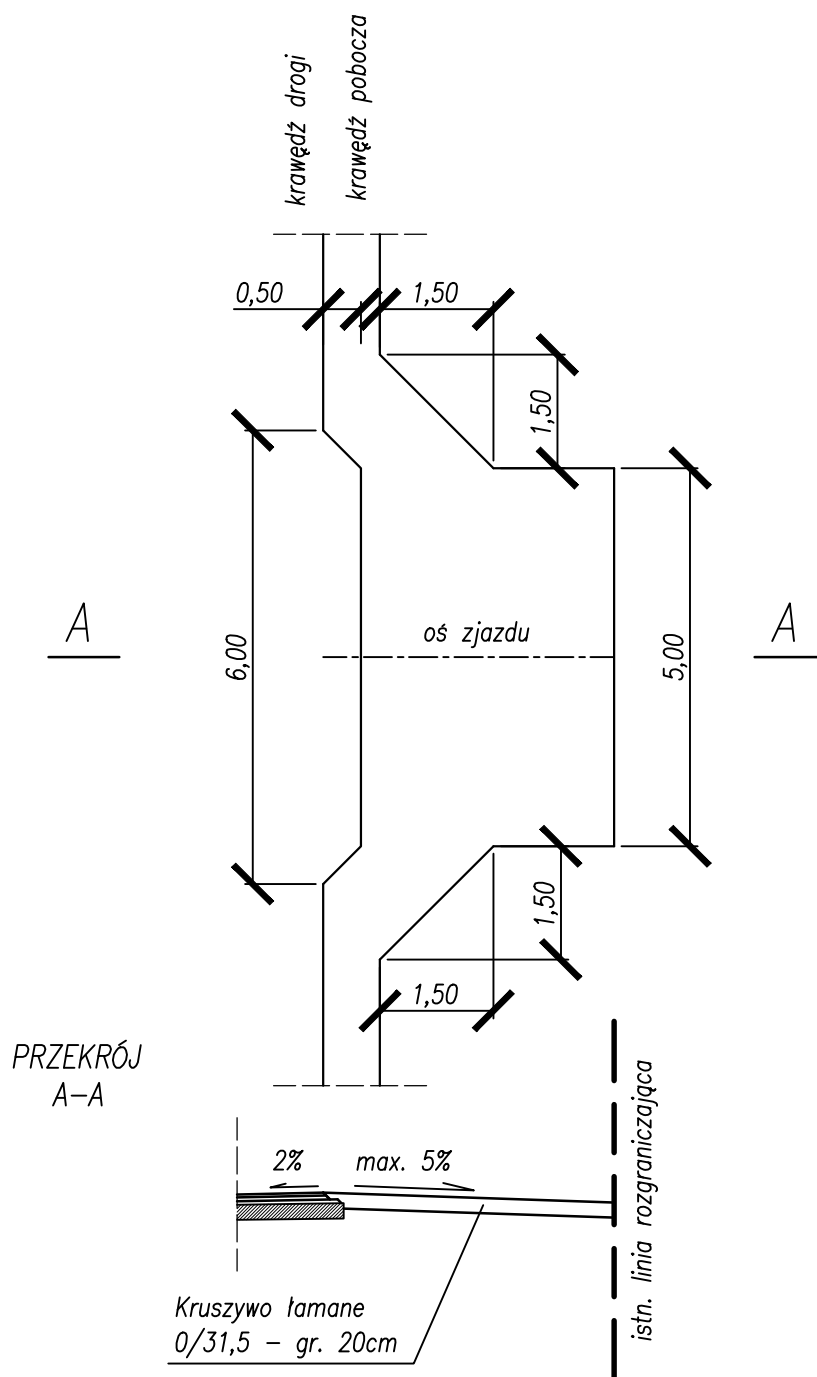 krawędź drogi
krawędź pobocza
0,50
1,50
1,50
6,00
A
oś zjazdu
5,00
A
1,50
1,50
PRZEKRÓJ
A-A
2%
max. 5%
istn. linia rozgraniczająca
Kruszywo łamane
0/31,5 - gr. 20cm